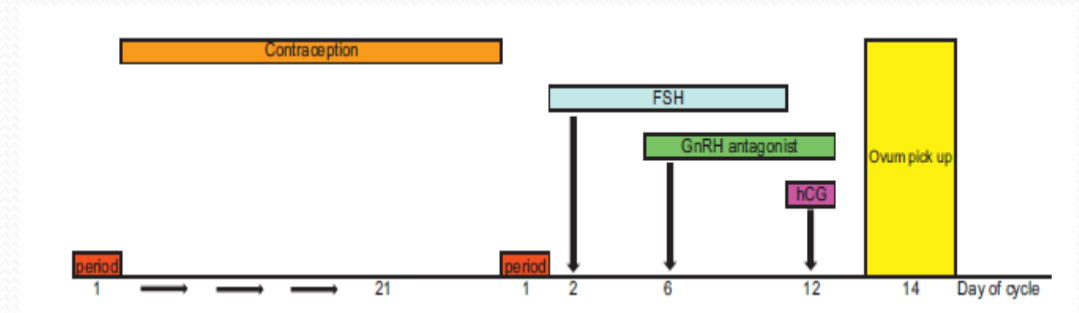 Contraception
FSH
GnRH antagonist
Ovum pick up
hCG
period period
1 21 1 2 6 12 14 Day of cycle